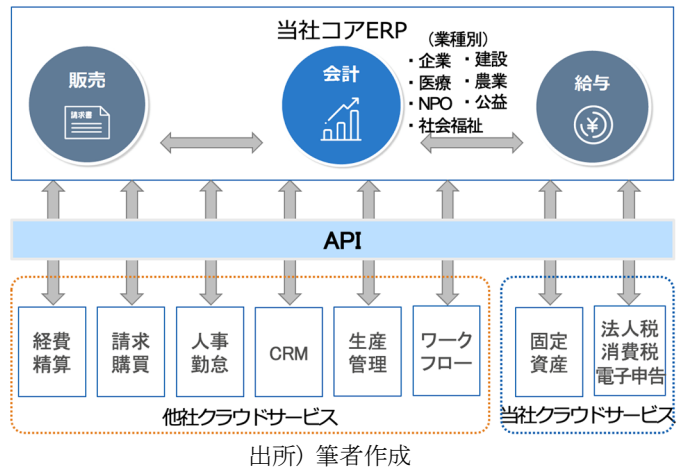 当社コアERP
(業種別)
・企業 ・建設
・医療 ・農業
・NPO ・公益
・社会福祉
販売
請求書
会計
給与
¥
API
経費
精算
請求
購買
人事
勤怠
CRM
生産
管理
ワーク
フロー
固定
資産
法人税
消費税
電子申告
他社クラウドサービス
当社クラウドサービス
出所）筆者作成